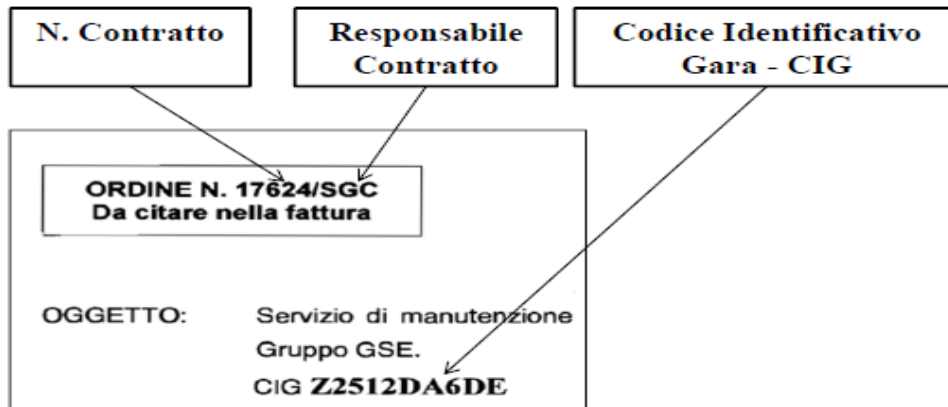 N. Contratto
Responsabile
Contratto
Codice Identificativo
Gara - CIG
ORDINE N. 17624/SGC
Da citare nella fattura
OGGETTO: Servizio di manutenzione
Gruppo GSE.
CIG Z2512DA6DE